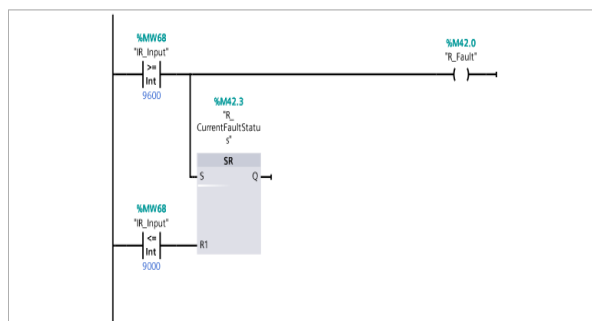 %MW68
"IR_Input"
>=
Int
9600
%M42.0
"R_Fault"
%M42.3
"R_
CurrentFaultStatu
s"
SR
S
Q
%MW68
"IR_Input"
<=
Int
9000
R1